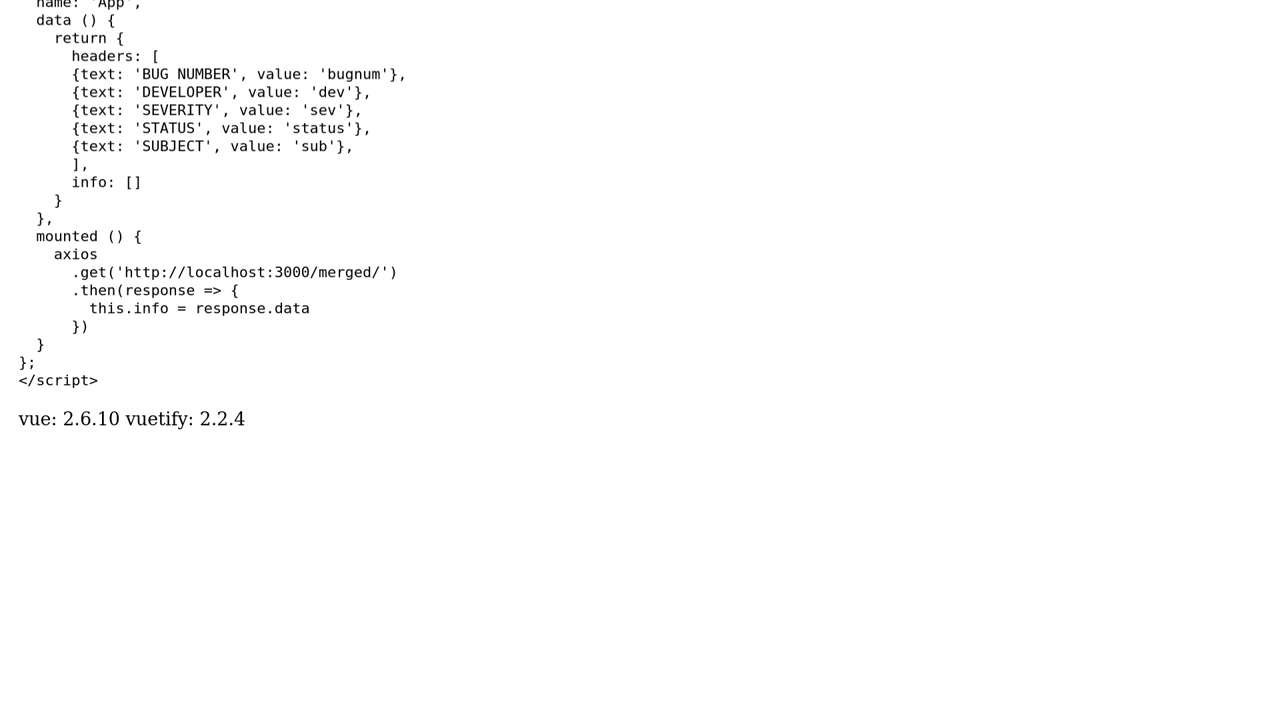 name: 'App',
data () {
return {
headers: [
{text: 'BUG NUMBER', value: 'bugnum'},
{text: 'DEVELOPER', value: 'dev'},
{text: 'SEVERITY', value: 'sev'},
{text: 'STATUS', value: 'status'},
{text: 'SUBJECT', value: 'sub'},
],
info: []
}
},
mounted () {
axios
.get('http://localhost:3000/merged/')
.then(response => {
this.info = response.data
})
}
};
</script>
vue: 2.6.10 vuetify: 2.2.4